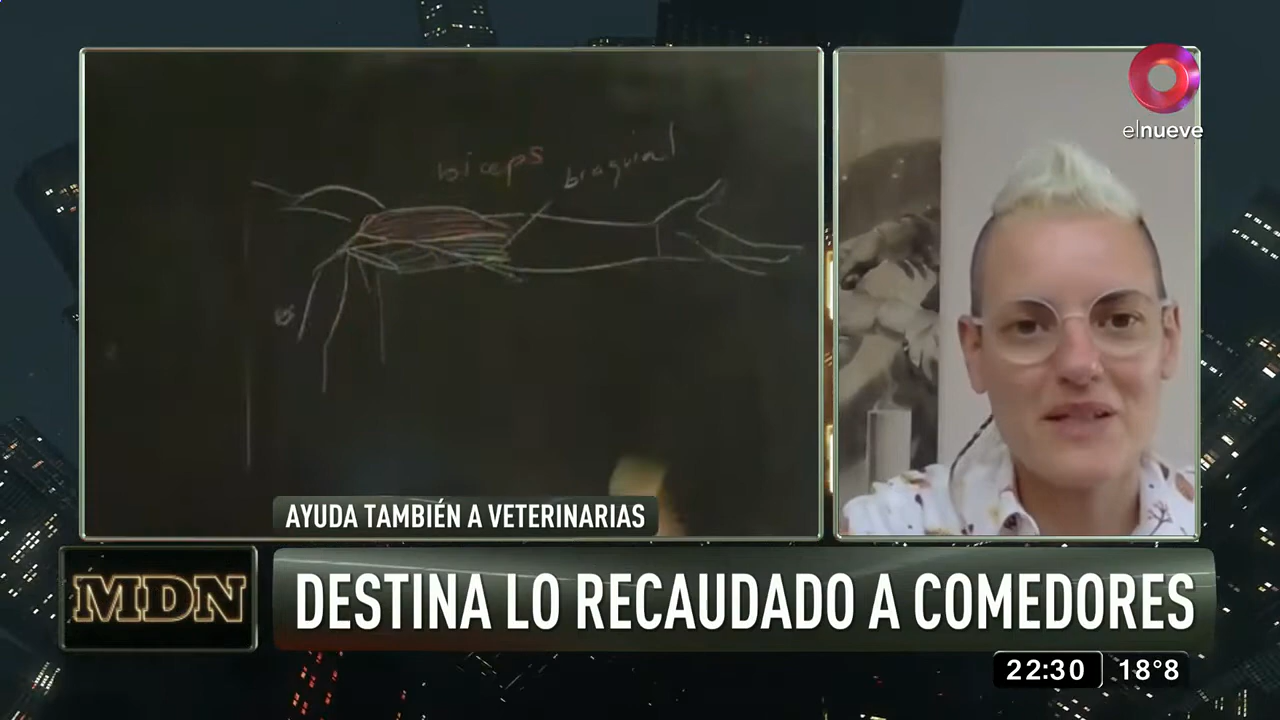 elnueve
biceps
braquial
AYUDA TAMBIÉN A VETERINARIAS
MDN
DESTINA LO RECAUDADO A COMEDORES
22:30 18°8